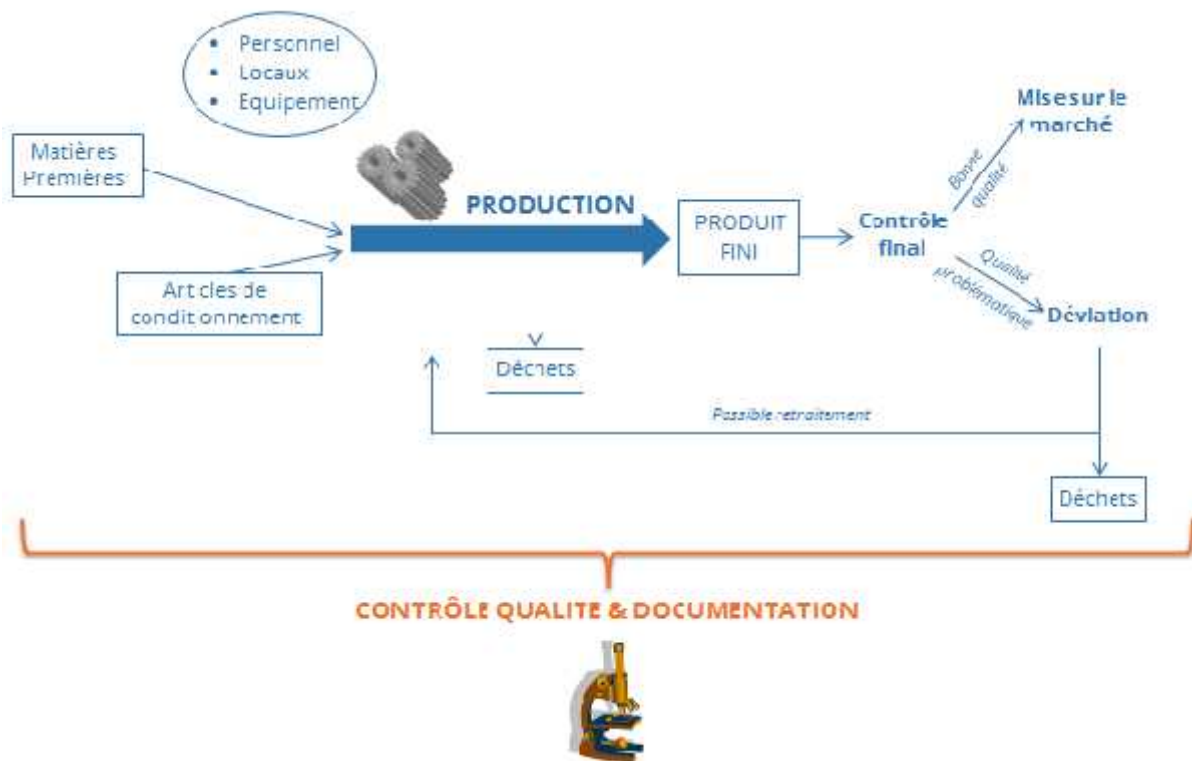 • Personnel
• Locaux
• Equipement
Matières
Premières
Articles de
conditionnement
PRODUCTION
PRODUIT
FINI
Contrôle
final
Bonne
qualité
Mise sur le
marché
Qualité
problématique
Déviation
Déchets
Possible retraitement
Déchets
CONTRÔLE QUALITE & DOCUMENTATION